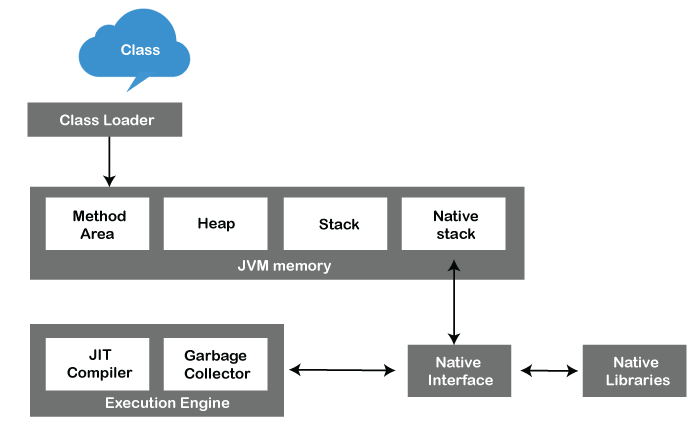 Class
Class Loader
Method
Area
Heap
Stack
Native
stack
JVM memory
JIT
Compiler
Garbage
Collector
Execution Engine
Native
Interface
Native
Libraries